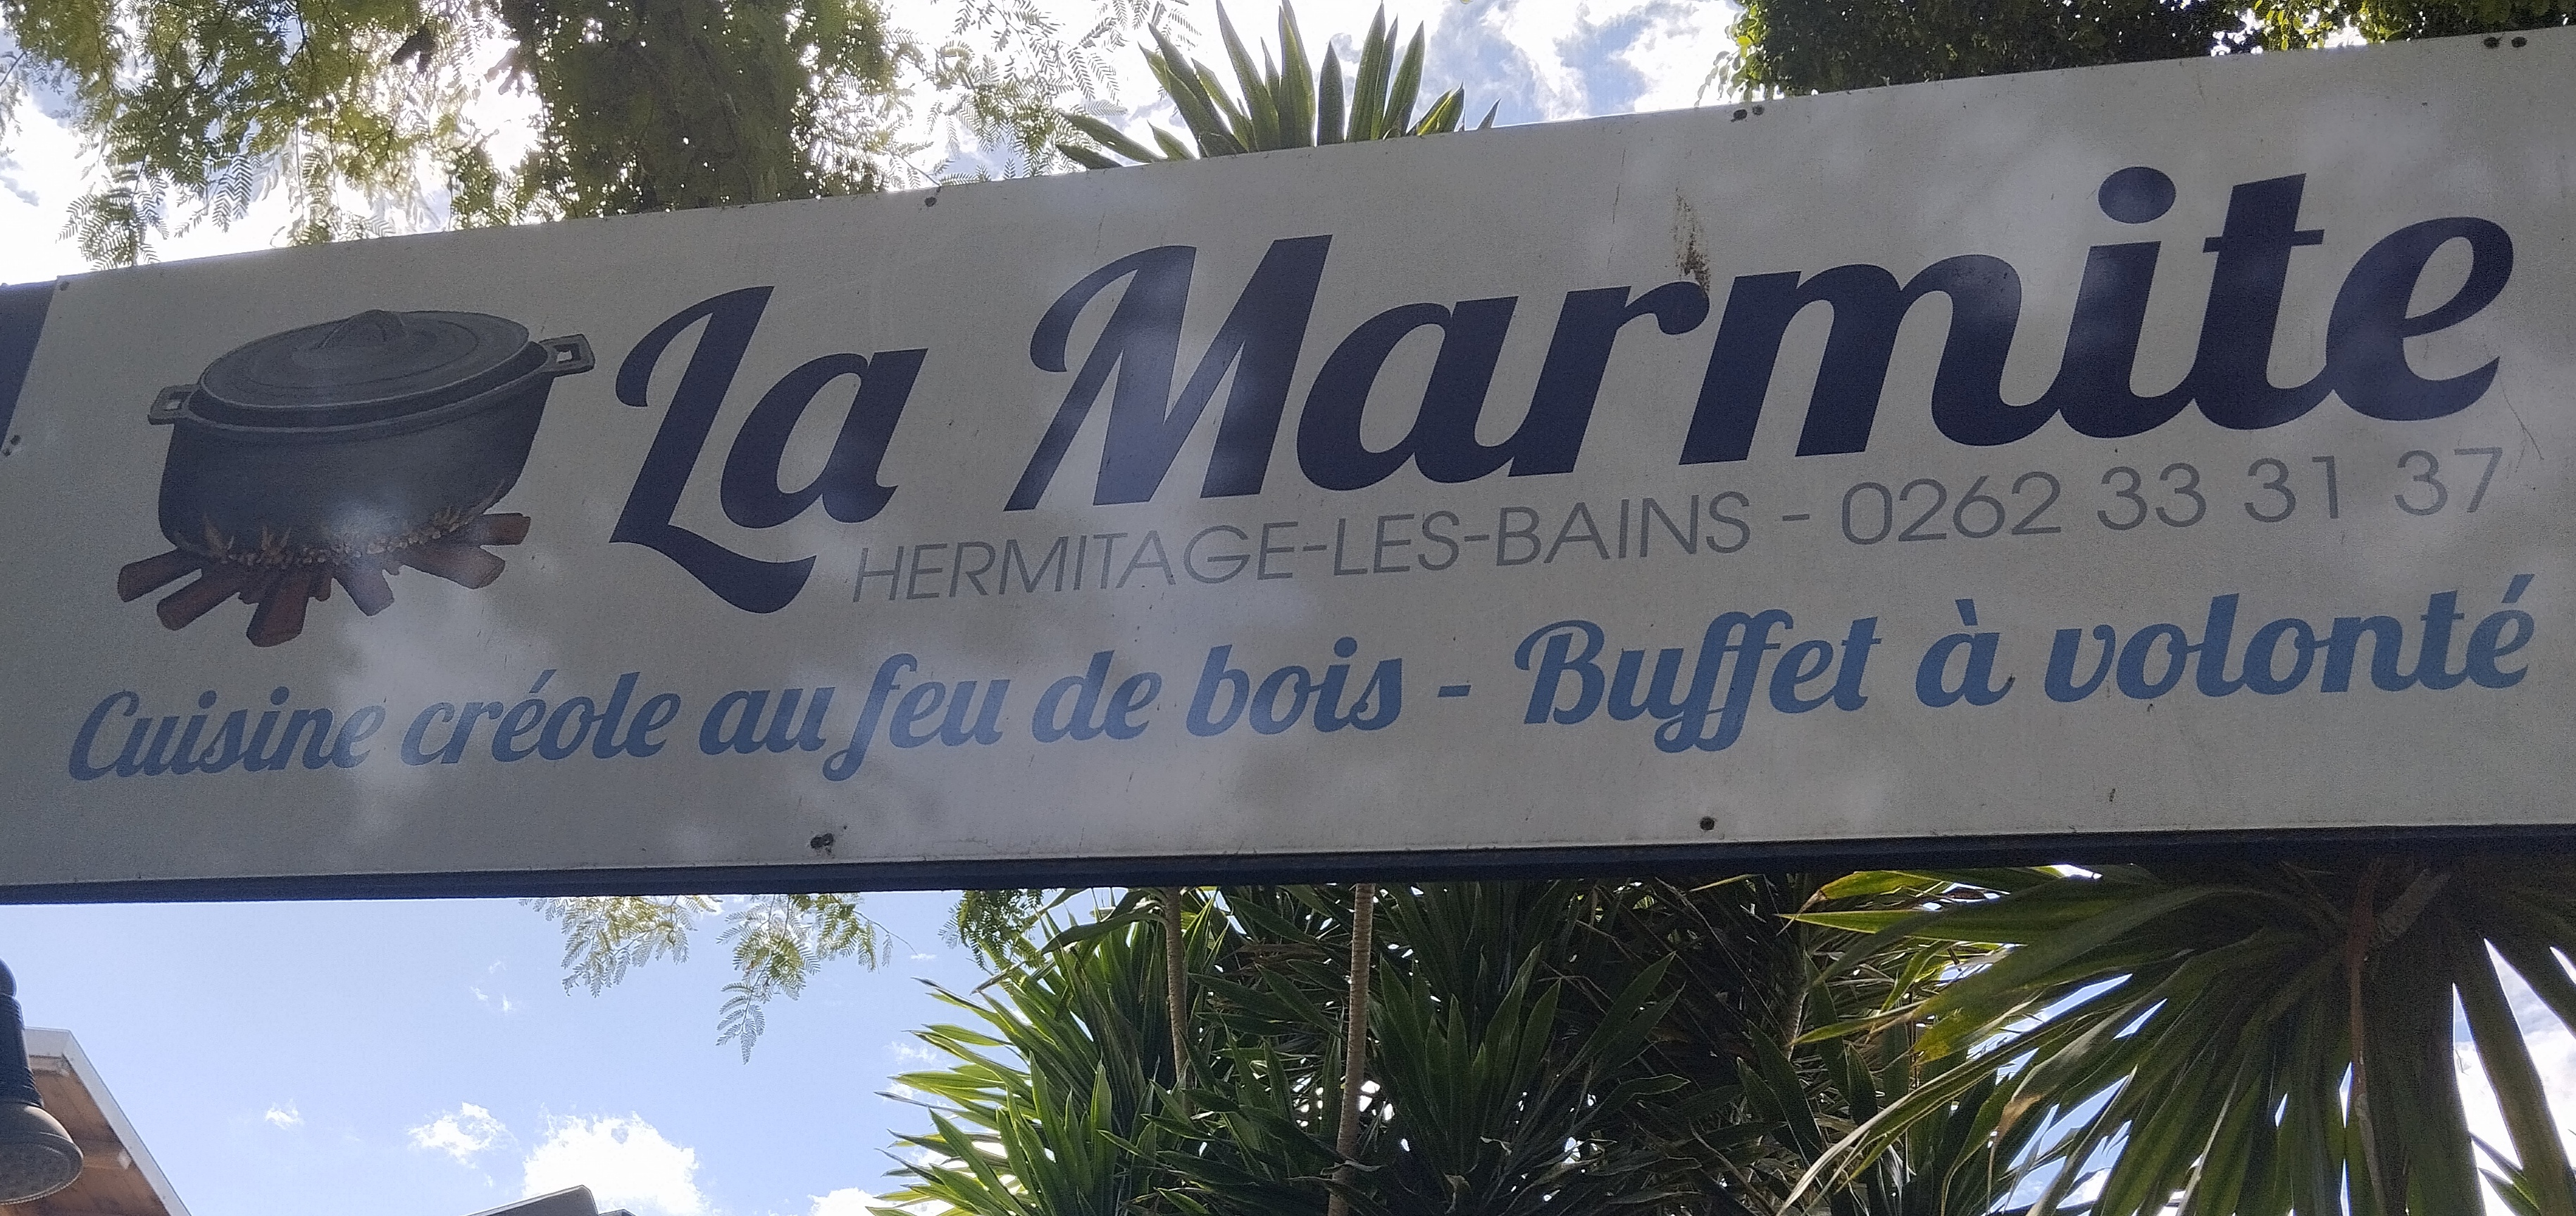 La Marmite
HERMITAGE-LES-BAINS - 0262 33 31 37
Cuisine créole au feu de bois - Buffet à volonté